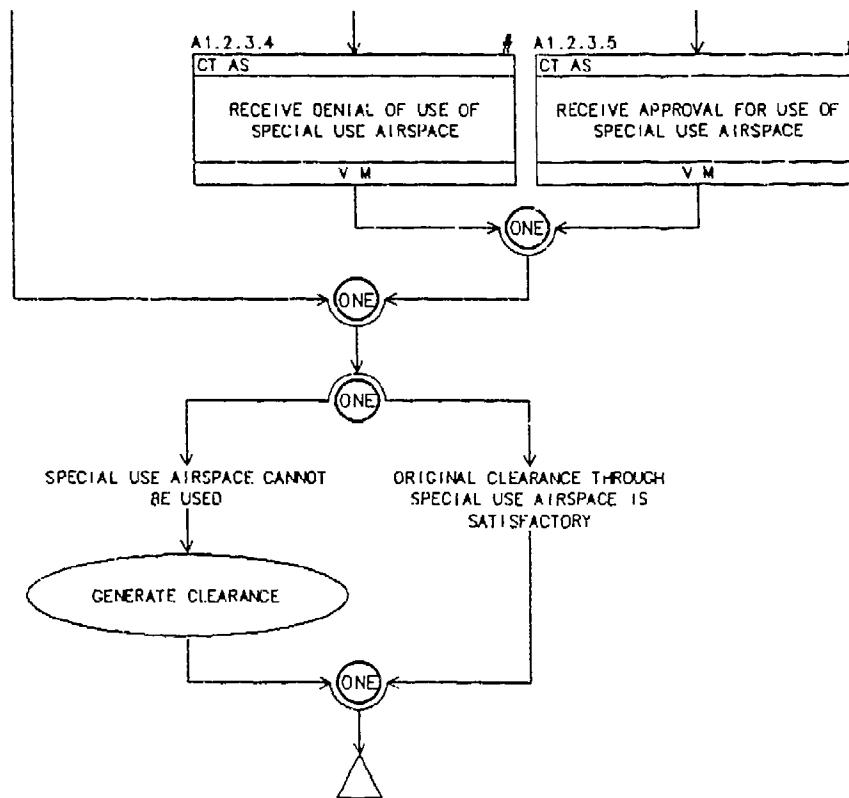 A1.2.3.4 #
CT AS
RECEIVE DENIAL OF USE OF
SPECIAL USE AIRSPACE
V M
A1.2.3.5
CT AS
RECEIVE APPROVAL FOR USE OF
SPECIAL USE AIRSPACE
V M
ONE
ONE
ONE
SPECIAL USE AIRSPACE CANNOT
BE USED
ORIGINAL CLEARANCE THROUGH
SPECIAL USE AIRSPACE IS
SATISFACTORY
GENERATE CLEARANCE
ONE